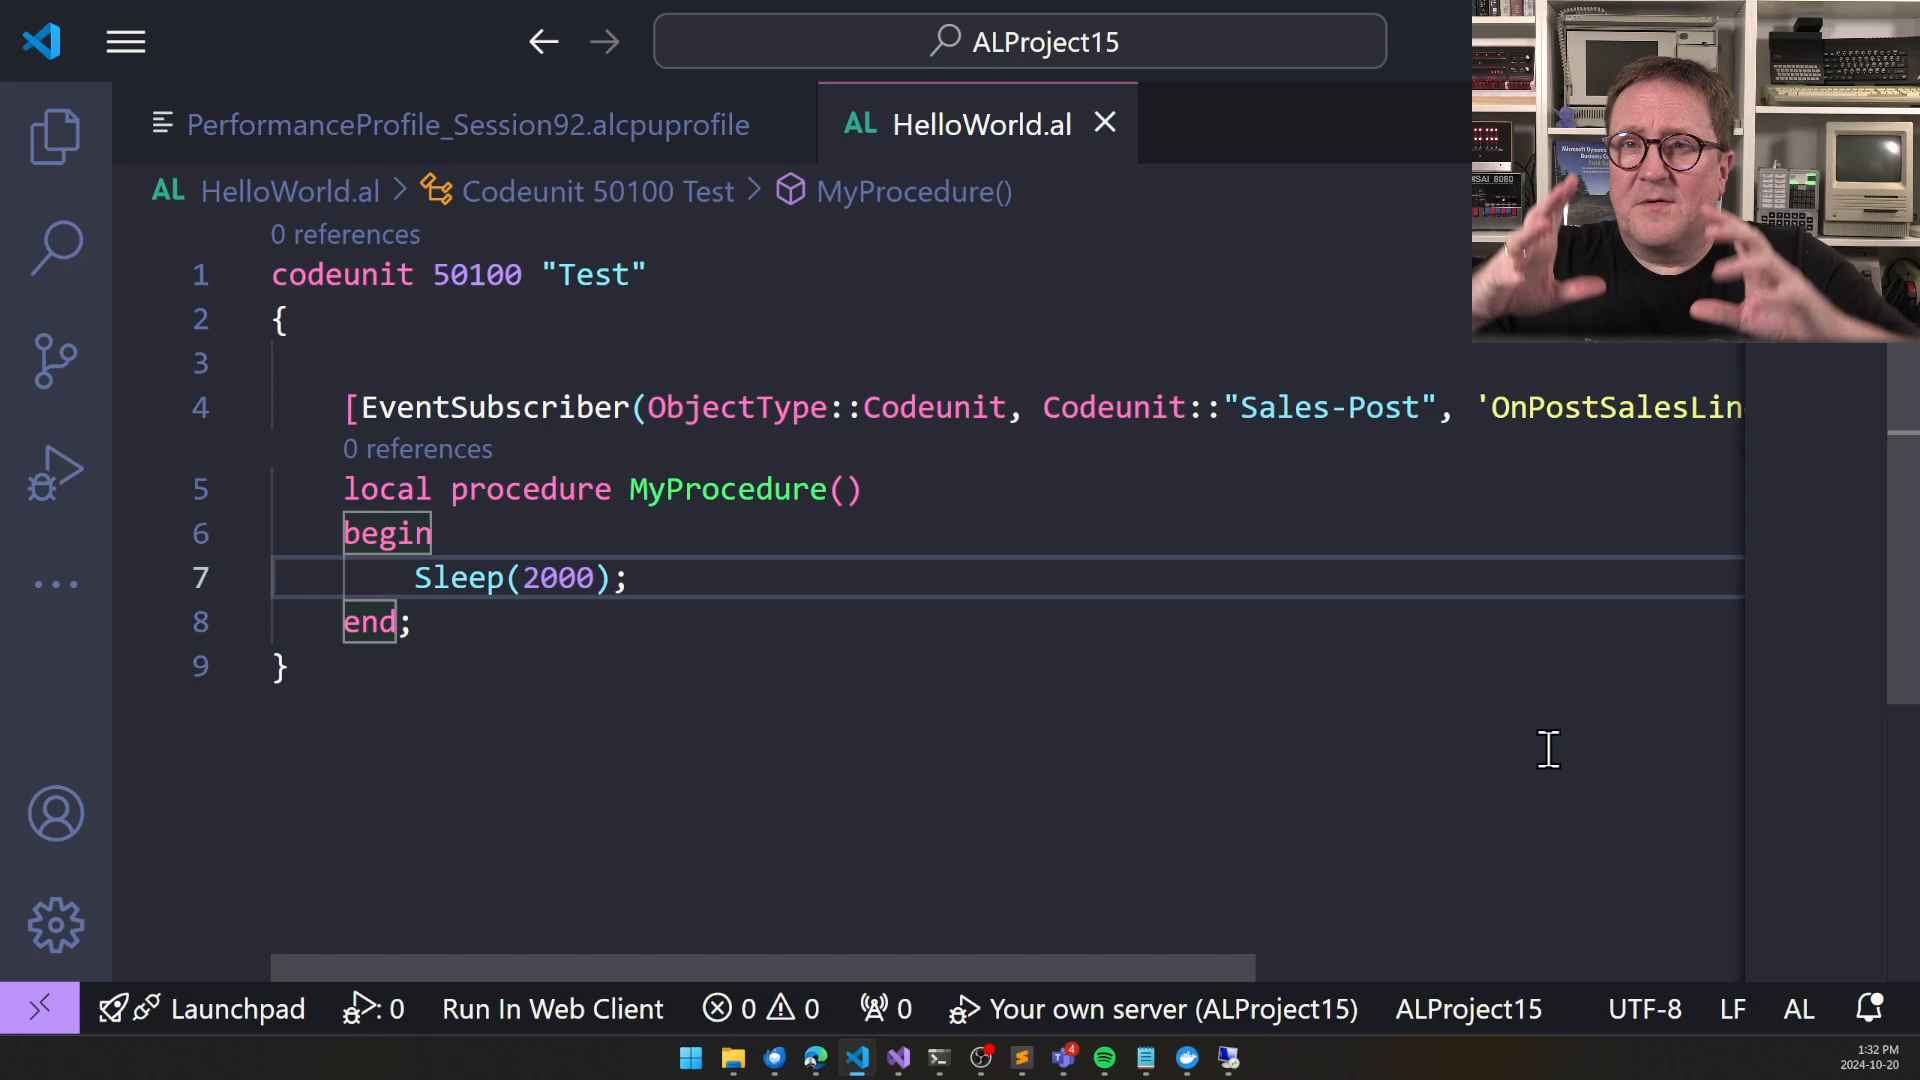 ALProject15
PerformanceProfile_Session92.alcpuprofile
AL HelloWorld.al
AL HelloWorld.al > Codeunit 50100 Test > MyProcedure()
0 references
1 codeunit 50100 "Test"
2 {
3
4 [EventSubscriber(ObjectType::Codeunit, Codeunit::"Sales-Post", 'OnPostSalesLin
0 references
5 local procedure MyProcedure()
6 begin
7 Sleep(2000);
8 end;
9 }
Launchpad : 0 Run In Web Client 0 0 0 Your own server (ALProject15) ALProject15 UTF-8 LF AL
4
1:32 PM
2024-10-20